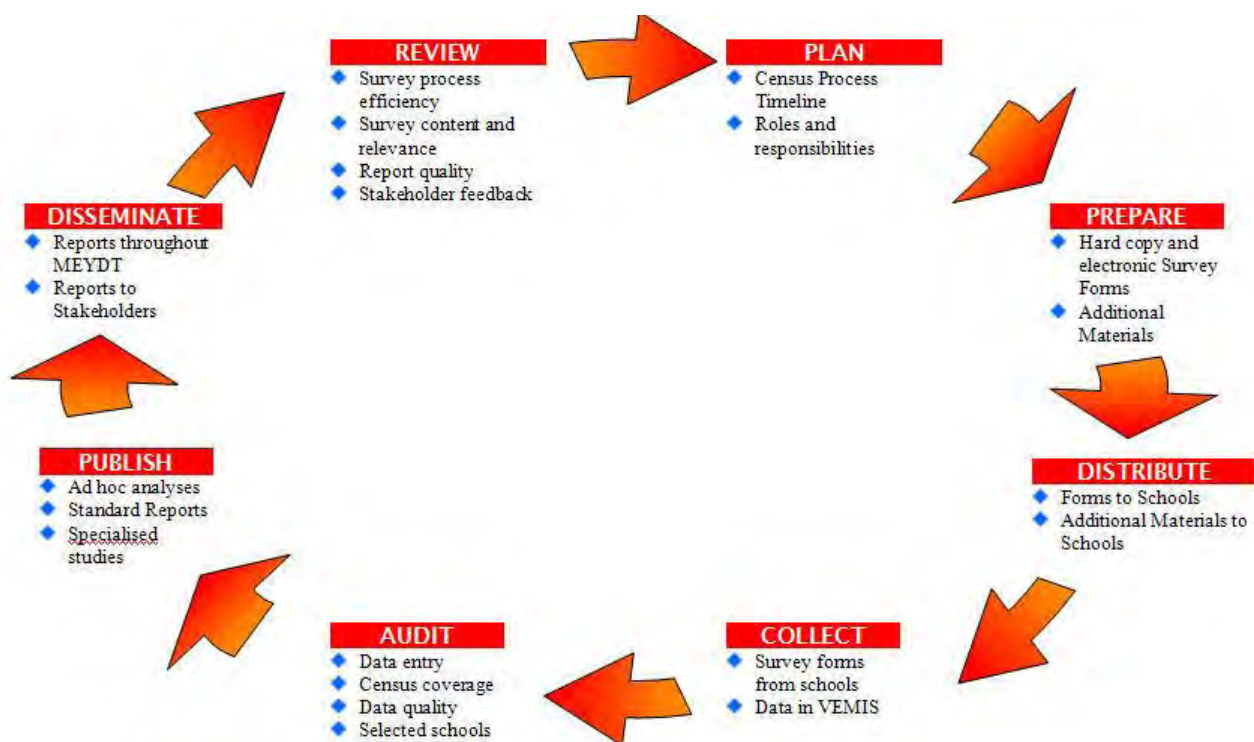 REVIEW
Survey process
efficiency
Survey content and
relevance
Report quality
Stakeholder feedback
PLAN
Census Process
Timeline
Roles and
responsibilities
PREPARE
Hard copy and
electronic Survey
Forms
Additional
Materials
DISTRIBUTE
Forms to Schools
Additional Materials to
Schools
COLLECT
Survey forms
from schools
Data in VEMIS
AUDIT
Data entry
Census coverage
Data quality
Selected schools
PUBLISH
Ad hoc analyses
Standard Reports
Specialised
studies
DISSEMINATE
Reports throughout
MEYDT
Reports to
Stakeholders